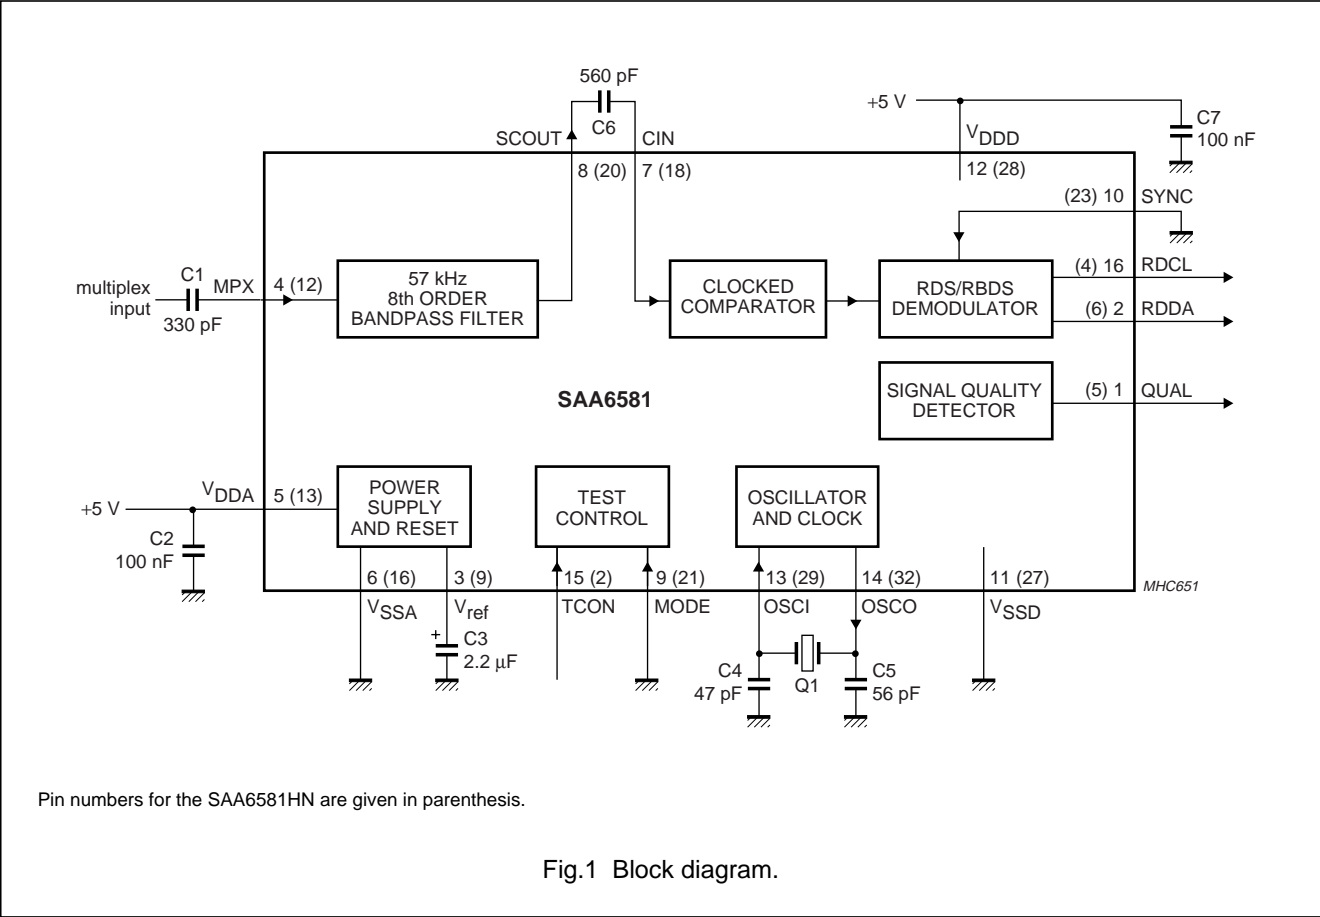 560 pF
C6
SCOUT
CIN
8 (20)
7 (18)
+5 V
VDDD
12 (28)
C7
100 nF
(23) 10
SYNC
multiplex
input
C1
330 pF
MPX
4 (12)
57 kHz
8th ORDER
BANDPASS FILTER
CLOCKED
COMPARATOR
RDS/RBDS
DEMODULATOR
(4) 16
RDCL
(6) 2
RDDA
SAA6581
SIGNAL QUALITY
DETECTOR
(5) 1
QUAL
+5 V
VDDA
5 (13)
C2
100 nF
POWER
SUPPLY
AND RESET
TEST
CONTROL
OSCILLATOR
AND CLOCK
6 (16)
3 (9)
15 (2)
9 (21)
13 (29)
14 (32)
11 (27)
MHC651
VSSA
Vref
TCON
MODE
OSCI
OSCO
VSSD
+
C3
2.2 μF
C4
47 pF
Q1
C5
56 pF
Pin numbers for the SAA6581HN are given in parenthesis.
Fig.1 Block diagram.